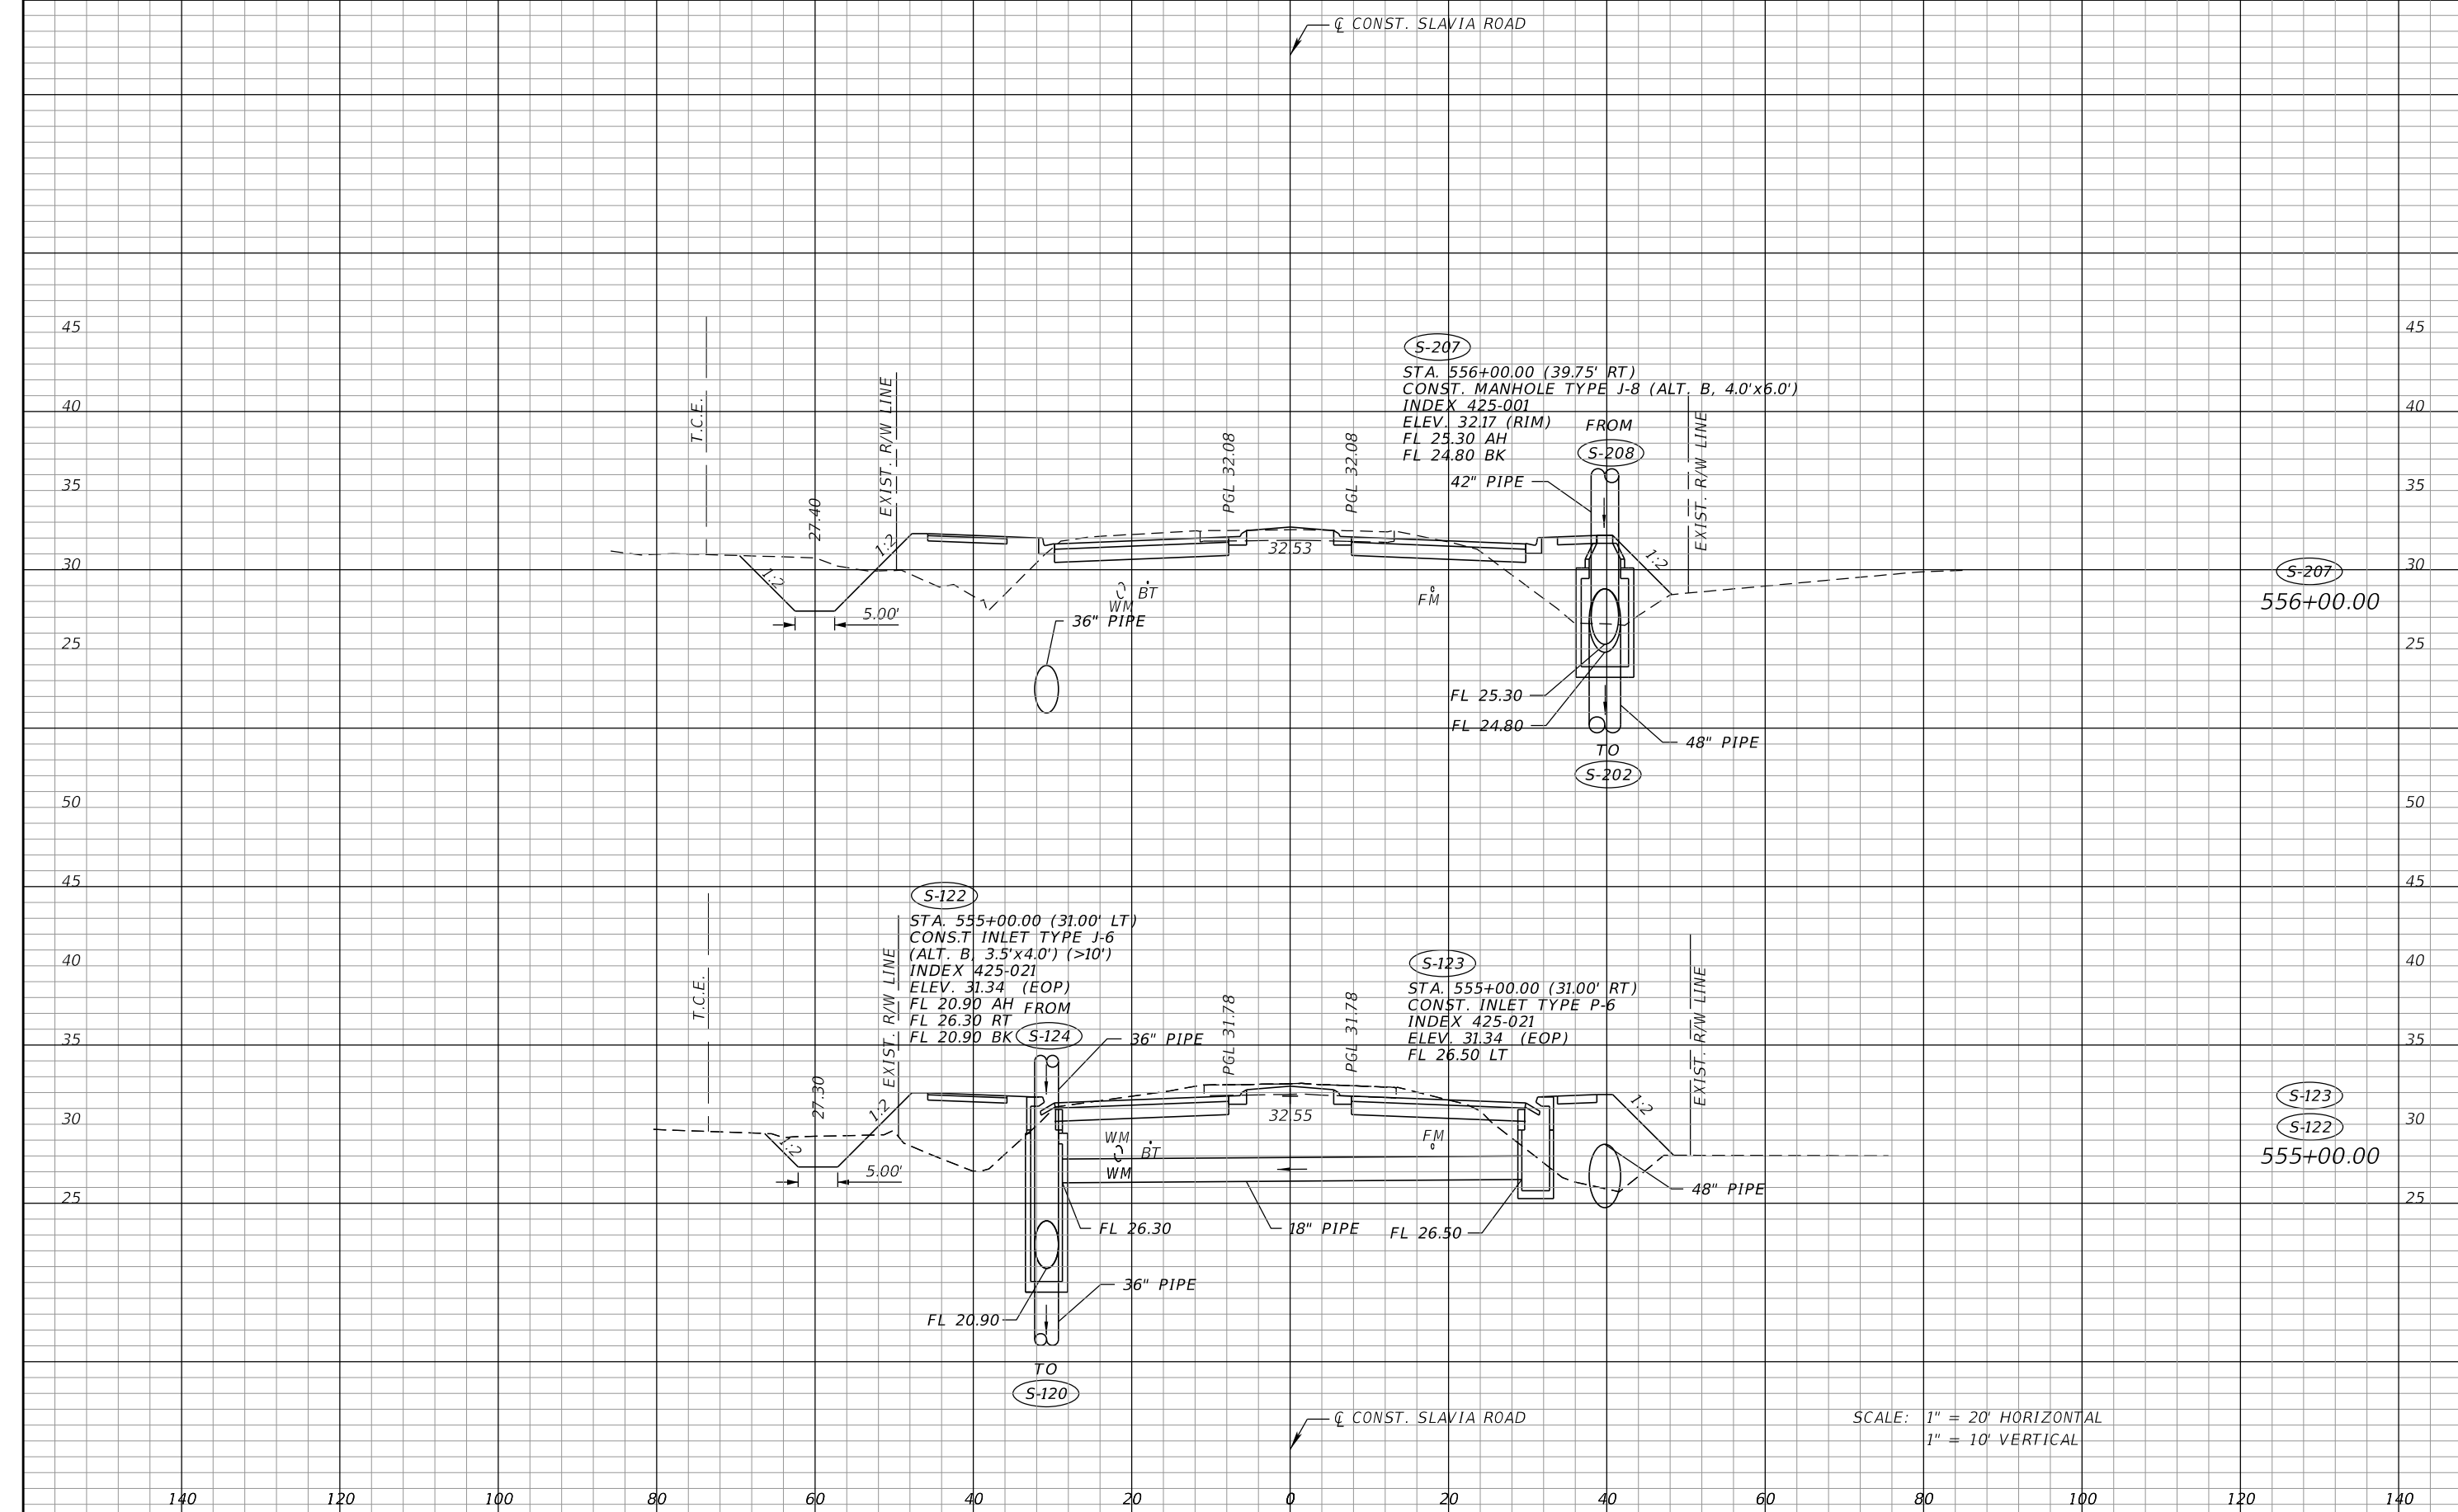 ℄ CONST. SLAVIA ROAD
45
45
S-207
STA. 556+00.00 (39.75' RT)
CONST. MANHOLE TYPE J-8 (ALT. B, 4.0'x6.0')
INDEX 425-001
ELEV. 32.17 (RIM)
FL 25.30 AH
FL 24.80 BK
FROM
S-208
42" PIPE
T.C.E.
EXIST. R/W LINE
PGL 32.08
PGL 32.08
EXIST. R/W LINE
40
40
35
35
27.40
1:2
1:2
1:2
32.53
30
30
5.00'
WM
BT
FM
36" PIPE
S-207
556+00.00
25
25
FL 25.30
FL 24.80
48" PIPE
TO
S-202
50
50
45
45
S-122
STA. 555+00.00 (31.00' LT)
CONS.T INLET TYPE J-6
(ALT. B, 3.5'x4.0') (>10')
INDEX 425-021
ELEV. 31.34 (EOP)
FL 20.90 AH
FL 26.30 RT
FL 20.90 BK
FROM
S-124
36" PIPE
40
40
S-123
STA. 555+00.00 (31.00' RT)
CONST. INLET TYPE P-6
INDEX 425-021
ELEV. 31.34 (EOP)
FL 26.50 LT
T.C.E.
EXIST. R/W LINE
PGL 31.78
PGL 31.78
EXIST. R/W LINE
35
35
27.30
1:2
1:2
1:2
32.55
30
30
S-123
S-122
555+00.00
5.00'
WM
BT
WM
FM
48" PIPE
25
25
FL 26.30
18" PIPE
FL 26.50
36" PIPE
FL 20.90
TO
S-120
℄ CONST. SLAVIA ROAD
SCALE: 1" = 20' HORIZONTAL
1" = 10' VERTICAL
140 120 100 80 60 40 20 0 20 40 60 80 100 120 140